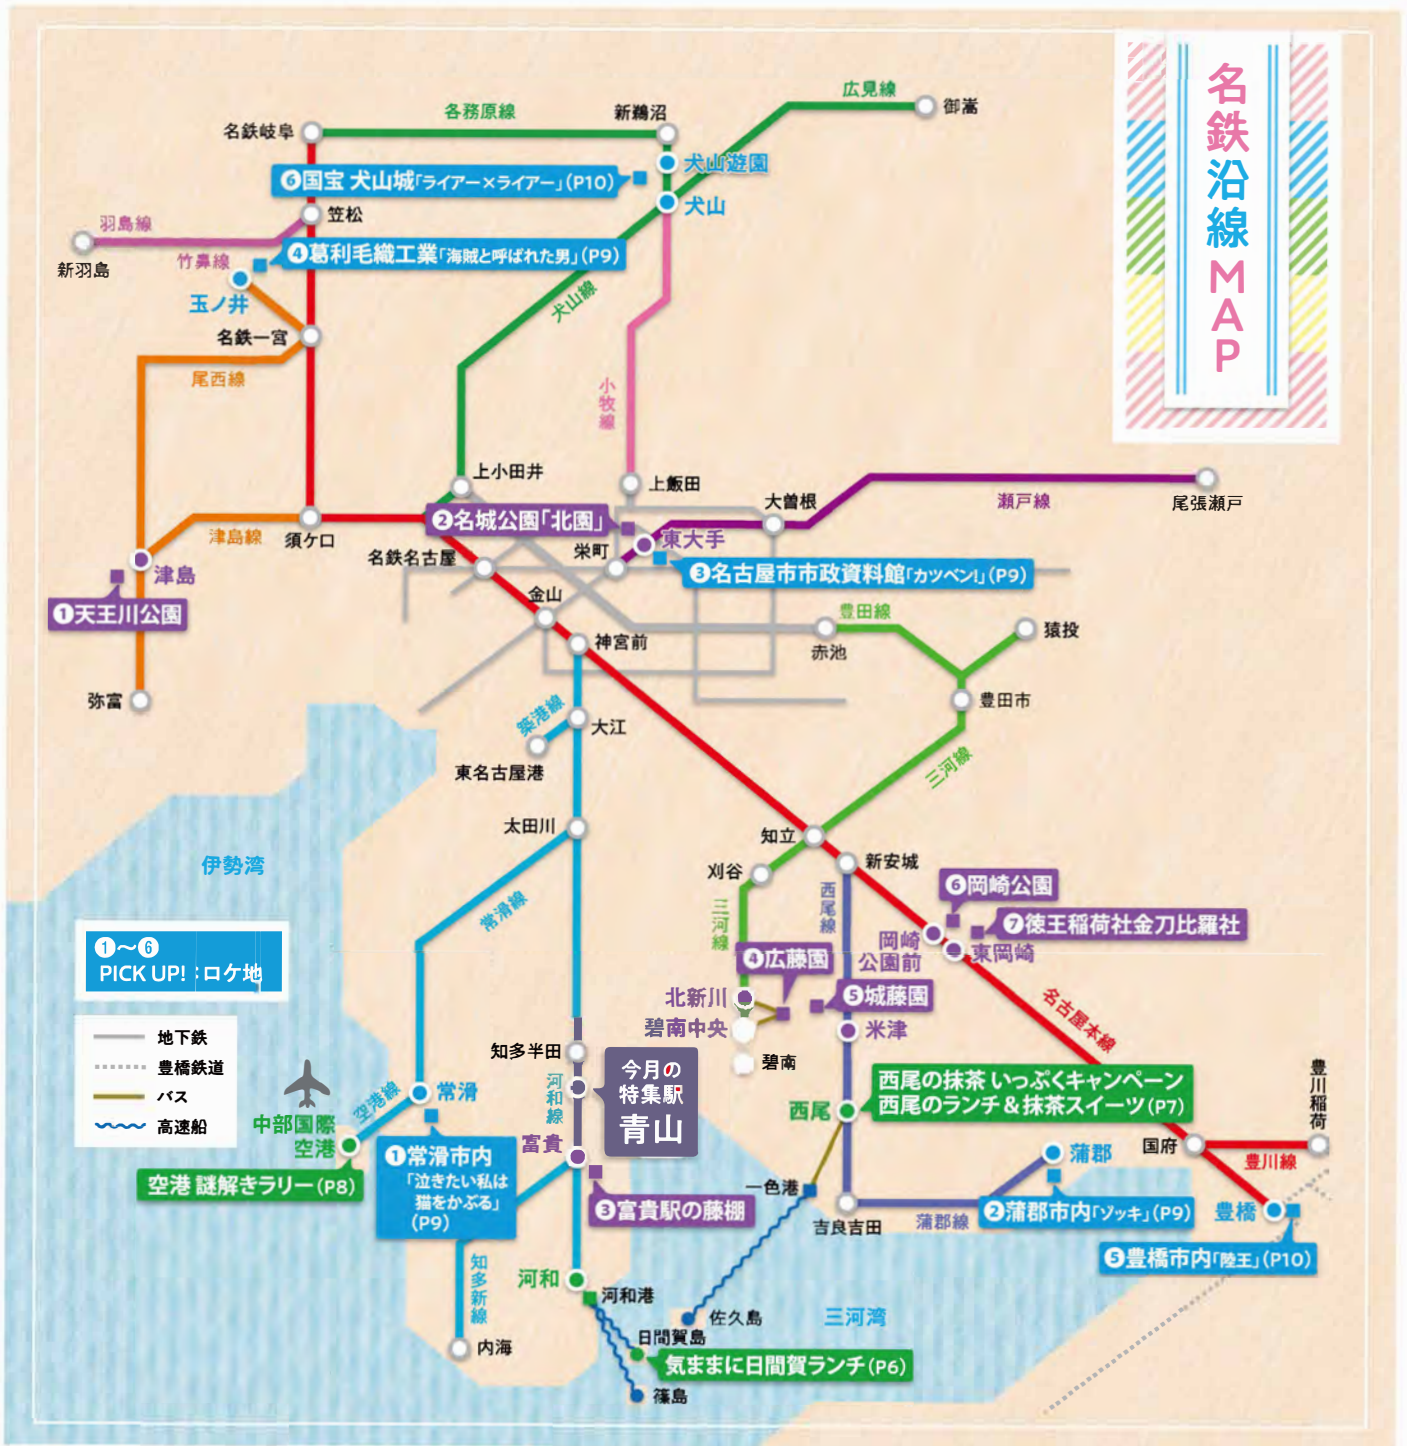 名鉄沿線MAP
各務原線
新鵜沼
広見線
御嵩
名鉄岐阜
犬山遊園
❻国宝 犬山城「ライアー×ライアー」(P10)
犬山
羽島線
笠松
新羽島
竹鼻線
❹葛利毛織工業「海賊と呼ばれた男」(P9)
玉ノ井
犬山線
名鉄一宮
尾西線
小牧線
上小田井
上飯田
大曽根
瀬戸線
尾張瀬戸
❷名城公園「北園」
津島線
須ケ口
名鉄名古屋
栄町
東大手
❸名古屋市市政資料館「カツベン!」(P9)
津島
❶天王川公園
金山
神宮前
豊田線
猿投
赤池
弥富
豊田市
築港線
大江
東名古屋港
三河線
太田川
知立
伊勢湾
刈谷
新安城
西尾線
三河線
❻岡崎公園
❼徳王稲荷社金刀比羅社
常滑線
岡崎
公園前
東岡崎
❶〜❻
PICK UP!:ロケ地
❹広藤園
北新川
❺城藤園
碧南中央
米津
名古屋本線
地下鉄
豊橋鉄道
バス
高速船
知多半田
碧南
今月の
特集駅
青山
河和線
空港線
常滑
中部国際
空港
西尾
西尾の抹茶 いっぷくキャンペーン
西尾のランチ&抹茶スイーツ(P7)
豊川稲荷
富貴
国府
豊川線
❶常滑市内
「泣きたい私は
猫をかぶる」
(P9)
蒲郡
空港 謎解きラリー(P8)
一色港
❸富貴駅の藤棚
吉良吉田
蒲郡線
❷蒲郡市内「ゾッキ」(P9)
豊橋
❺豊橋市内「陸王」(P10)
知多新線
河和
河和港
佐久島
三河湾
日間賀島
内海
気ままに日間賀ランチ(P6)
篠島